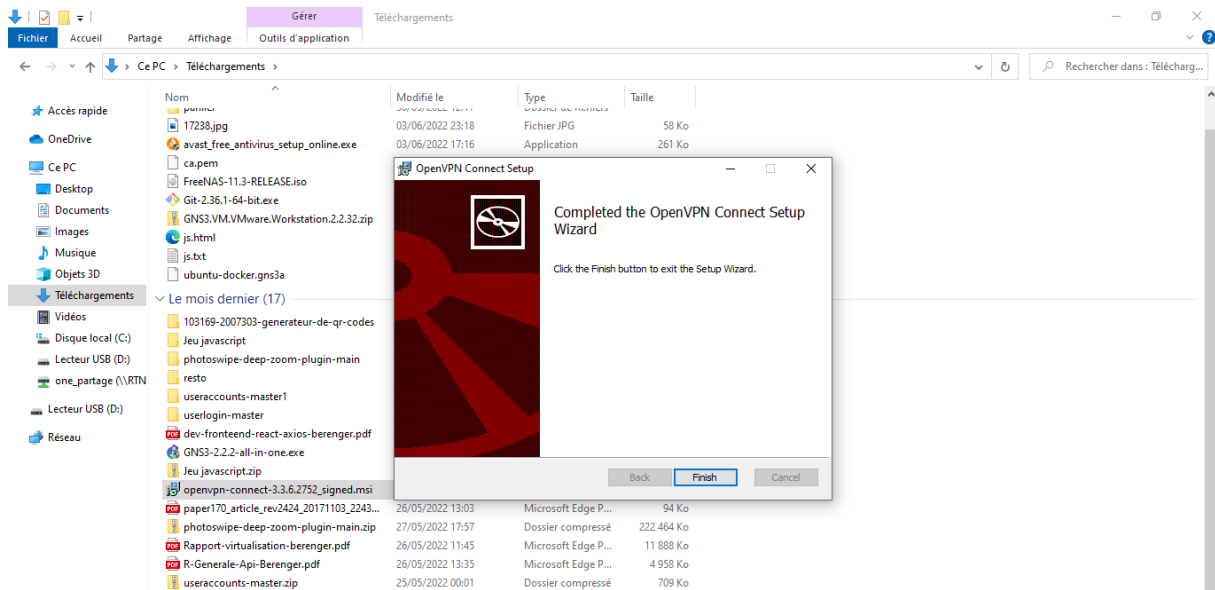 Gérer
Téléchargements
Fichier
Accueil
Partage
Affichage
Outils d'application
Ce PC > Téléchargements >
Rechercher dans : Télécharg...
Accès rapide
OneDrive
Ce PC
Desktop
Documents
Images
Musique
Objets 3D
Téléchargements
Vidéos
Disque local (C:)
Lecteur USB (D:)
one_partage (\\RTN
Lecteur USB (D:)
Réseau
Nom Modifié le Type Taille
17238.jpg 03/06/2022 23:18 Fichier JPG 58 Ko
avast_free_antivirus_setup_online.exe 03/06/2022 17:16 Application 261 Ko
ca.pem
FreeNAS-11.3-RELEASE.iso
Git-2.36.1-64-bit.exe
GNS3.VM.VMware.Workstation.2.2.32.zip
js.html
js.txt
ubuntu-docker.gns3a
Le mois dernier (17)
103169-2007303-generateur-de-qr-codes
Jeu javascript
photoswipe-deep-zoom-plugin-main
resto
useraccounts-master1
userlogin-master
dev-fronteend-react-axios-berenger.pdf
GNS3-2.2.2-all-in-one.exe
Jeu javascript.zip
openvpn-connect-3.3.6.2752_signed.msi
paper170_article_rev2424_20171103_2243... 26/05/2022 13:03 Microsoft Edge P... 94 Ko
photoswipe-deep-zoom-plugin-main.zip 27/05/2022 17:57 Dossier compressé 222 464 Ko
Rapport-virtualisation-berenger.pdf 26/05/2022 11:45 Microsoft Edge P... 11 888 Ko
R-Generale-Api-Berenger.pdf 26/05/2022 13:35 Microsoft Edge P... 4 958 Ko
useraccounts-master.zip 25/05/2022 00:01 Dossier compressé 709 Ko
OpenVPN Connect Setup
Completed the OpenVPN Connect Setup
Wizard
Click the Finish button to exit the Setup Wizard.
Back
Finish
Cancel